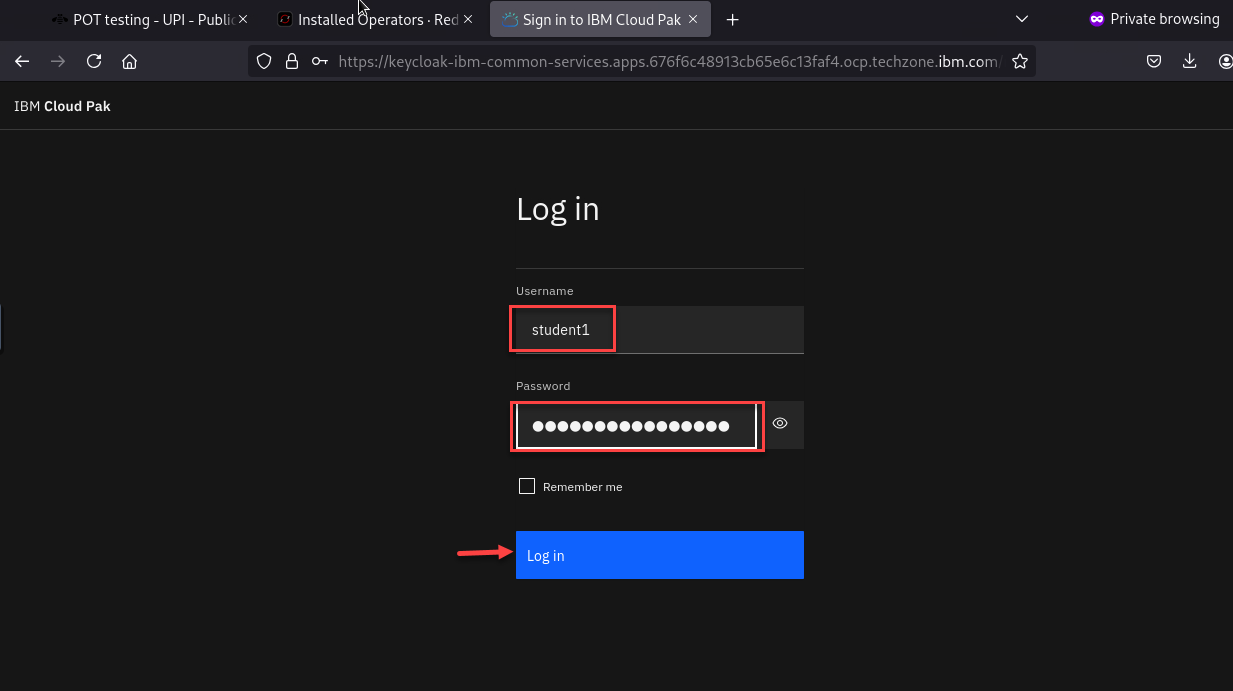 POT testing - UPI - Public
Installed Operators · Red
Sign in to IBM Cloud Pak
Private browsing
https://keycloak-ibm-common-services.apps.676f6c48913cb65e6c13faf4.ocp.techzone.ibm.com/
IBM Cloud Pak
Log in
Username
student1
Password
●●●●●●●●●●●●●●●●
Remember me
Log in